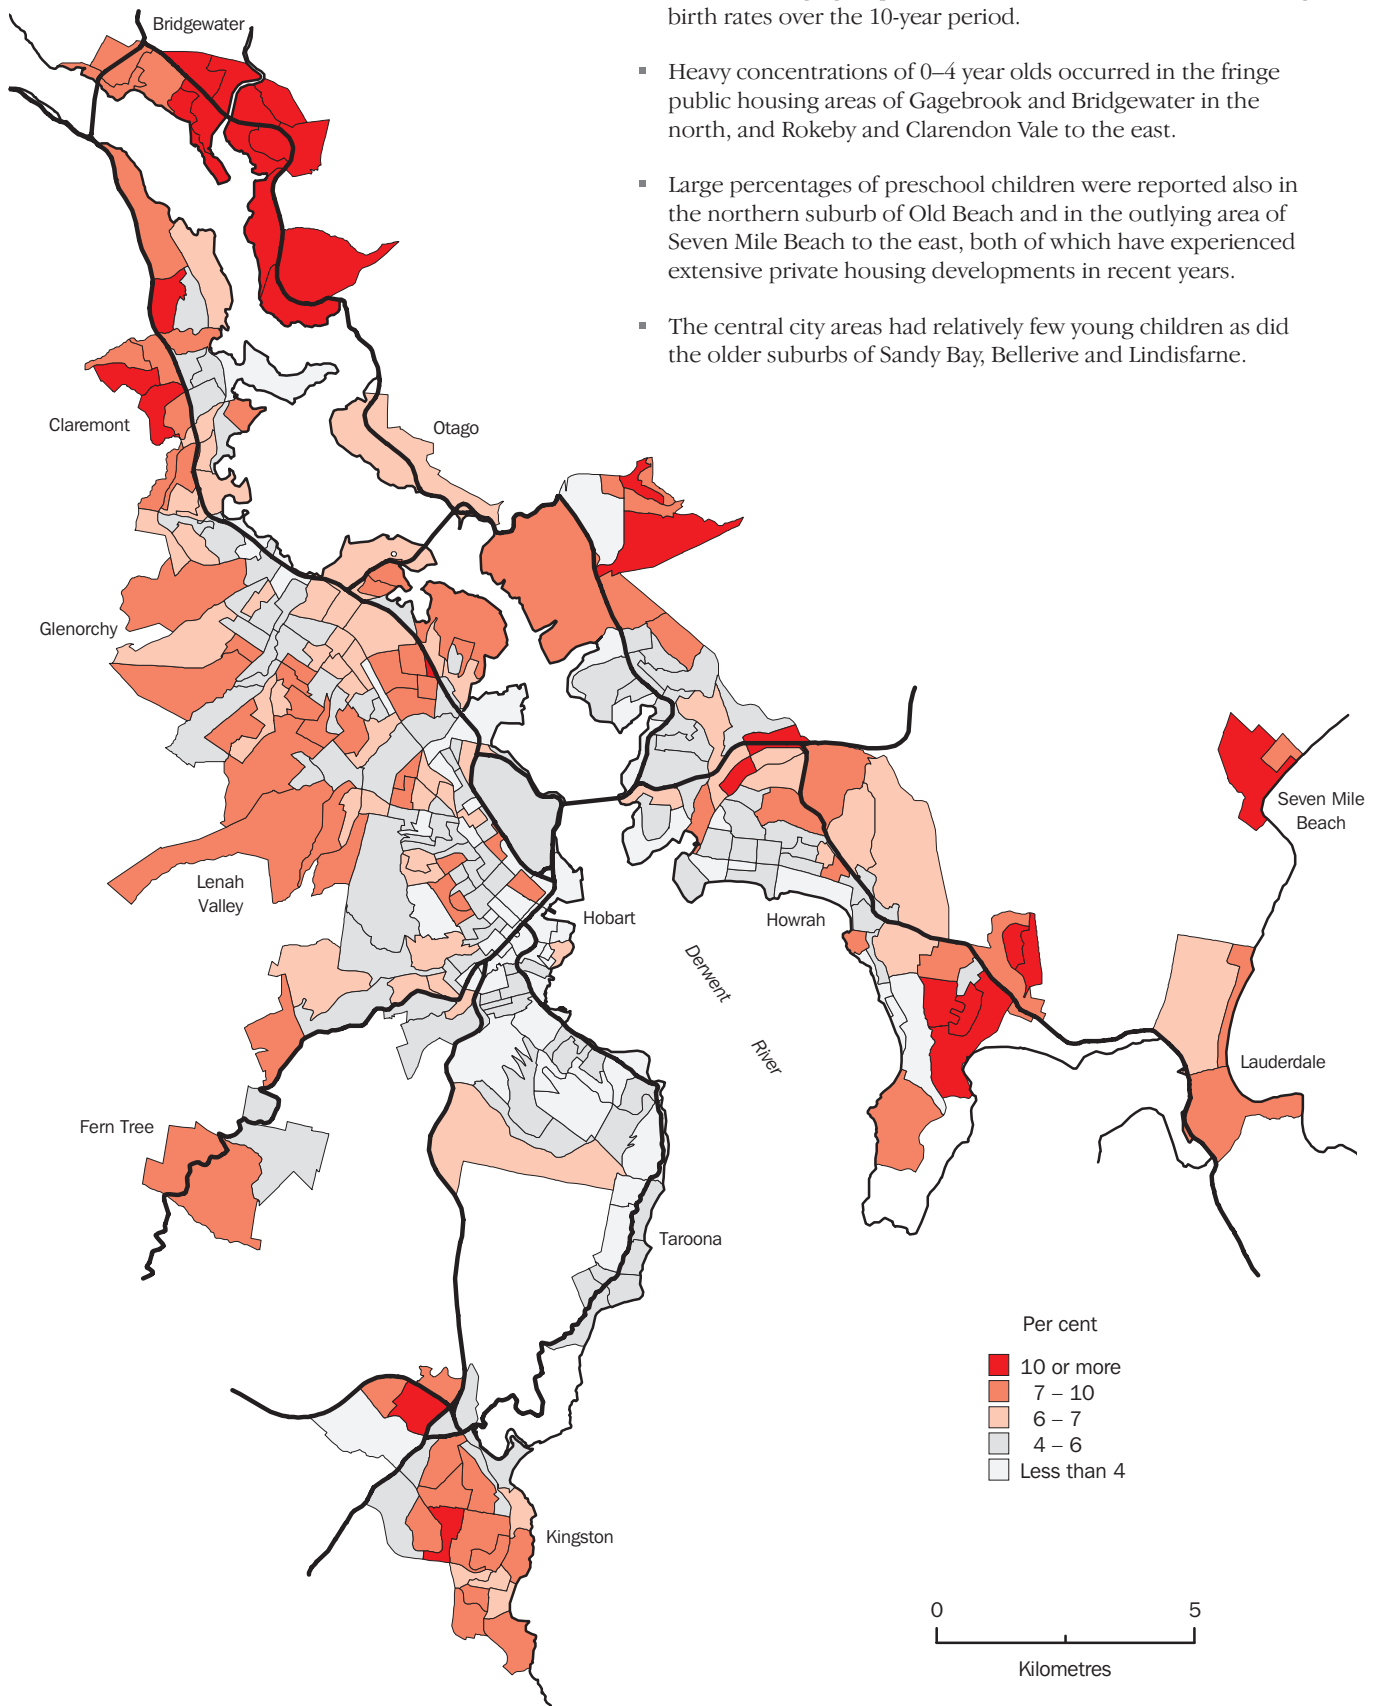 birth rates over the 10-year period.
▪ Heavy concentrations of 0–4 year olds occurred in the fringe
public housing areas of Gagebrook and Bridgewater in the
north, and Rokeby and Clarendon Vale to the east.
▪ Large percentages of preschool children were reported also in
the northern suburb of Old Beach and in the outlying area of
Seven Mile Beach to the east, both of which have experienced
extensive private housing developments in recent years.
▪ The central city areas had relatively few young children as did
the older suburbs of Sandy Bay, Bellerive and Lindisfarne.
Bridgewater
Claremont
Otago
Glenorchy
Seven Mile
Beach
Lenah
Valley
Hobart
Howrah
Derwent
River
Lauderdale
Fern Tree
Taroona
Kingston
Per cent
10 or more
7 – 10
6 – 7
4 – 6
Less than 4
0 5
Kilometres